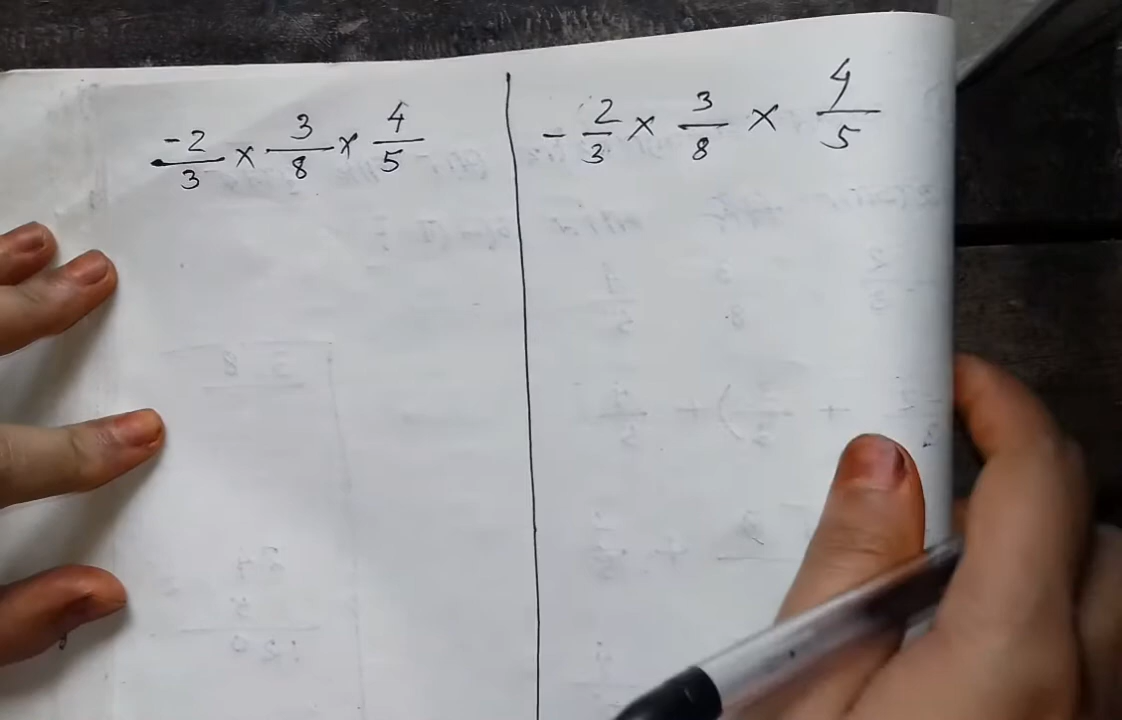 -2/3 × 3/8 × 4/5
- 2/3 × 3/8 × 4/5